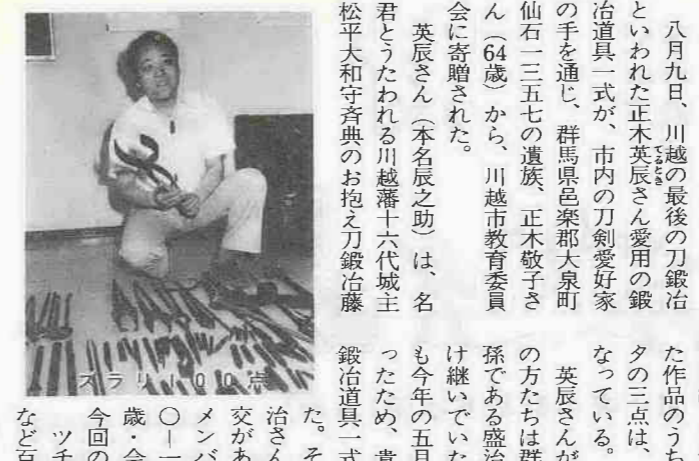 八月九日、川越の最後の刀鍛冶
といわれた正木英辰さん愛用の鍛
冶道具一式が、市内の刀剣愛好家
の手を通じ、群馬県邑楽郡大泉町
仙石一三五七の遺族、正木敬子さ
ん（64歳）から、川越市教育委員
会に寄贈された。
英辰さん（本名辰之助）は、名
君とうたわれる川越藩十六代城主
松平大和守斉典のお抱え刀鍛冶藤
た作品のうち
タの三点は、
なっている。
英辰さんが
の方たちは群
孫である盛治
け継いでいた
も今年の五月
ったため、貴
鍛冶道具一式
た。そ
治さん
交があ
メンバ
〇―一
歳・会
今回の
ツチ
など百
ズラリ100点